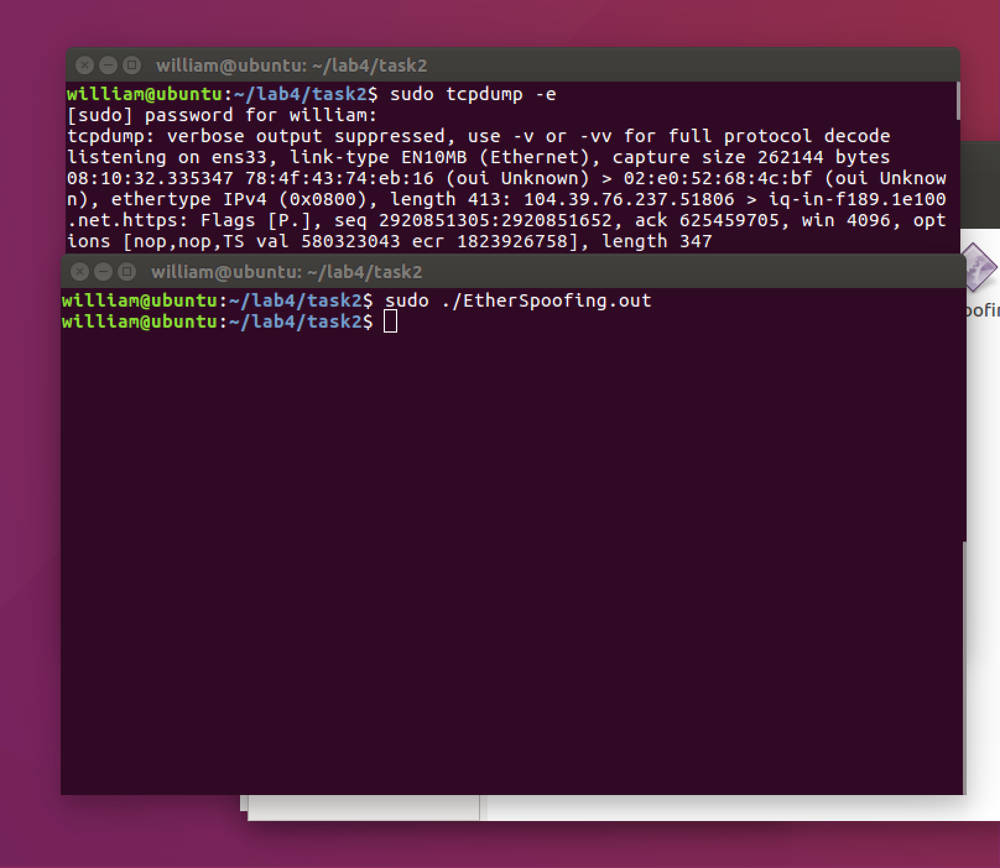 william@ubuntu: ~/lab4/task2
william@ubuntu:~/lab4/task2$ sudo tcpdump -e
[sudo] password for william:
tcpdump: verbose output suppressed, use -v or -vv for full protocol decode
listening on ens33, link-type EN10MB (Ethernet), capture size 262144 bytes
08:10:32.335347 78:4f:43:74:eb:16 (oui Unknown) > 02:e0:52:68:4c:bf (oui Unknow
n), ethertype IPv4 (0x0800), length 413: 104.39.76.237.51806 > iq-in-f189.1e100
.net.https: Flags [P.], seq 2920851305:2920851652, ack 625459705, win 4096, opt
ions [nop,nop,TS val 580323043 ecr 1823926758], length 347
william@ubuntu: ~/lab4/task2
william@ubuntu:~/lab4/task2$ sudo ./EtherSpoofing.out
william@ubuntu:~/lab4/task2$